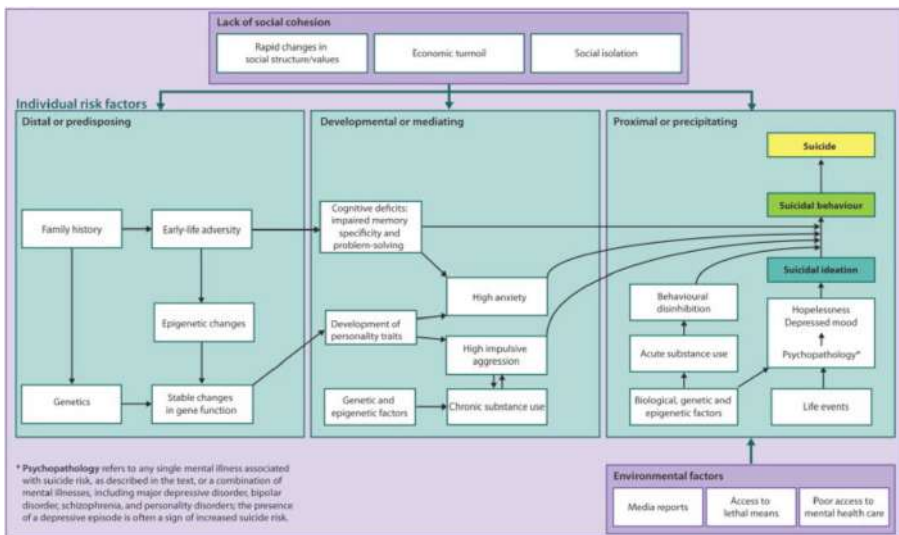 Lack of social cohesion
Rapid changes in
social structure/values
Economic turmoil
Social isolation
Individual risk factors
Distal or predisposing
Family history
Early-life adversity
Epigenetic changes
Genetics
Stable changes
in gene function
Developmental or mediating
Cognitive deficits:
impaired memory
specificity and
problem-solving
High anxiety
Development of
personality traits
High impulsive
aggression
Genetic and
epigenetic factors
Chronic substance use
Proximal or precipitating
Suicide
Suicidal behaviour
Suicidal ideation
Behavioural
disinhibition
Hopelessness
Depressed mood
Acute substance use
Psychopathology*
Biological, genetic and
epigenetic factors
Life events
* Psychopathology refers to any single mental illness associated
with suicide risk, as described in the text, or a combination of
mental illnesses, including major depressive disorder, bipolar
disorder, schizophrenia, and personality disorders; the presence
of a depressive episode is often a sign of increased suicide risk.
Environmental factors
Media reports
Access to
lethal means
Poor access to
mental health care